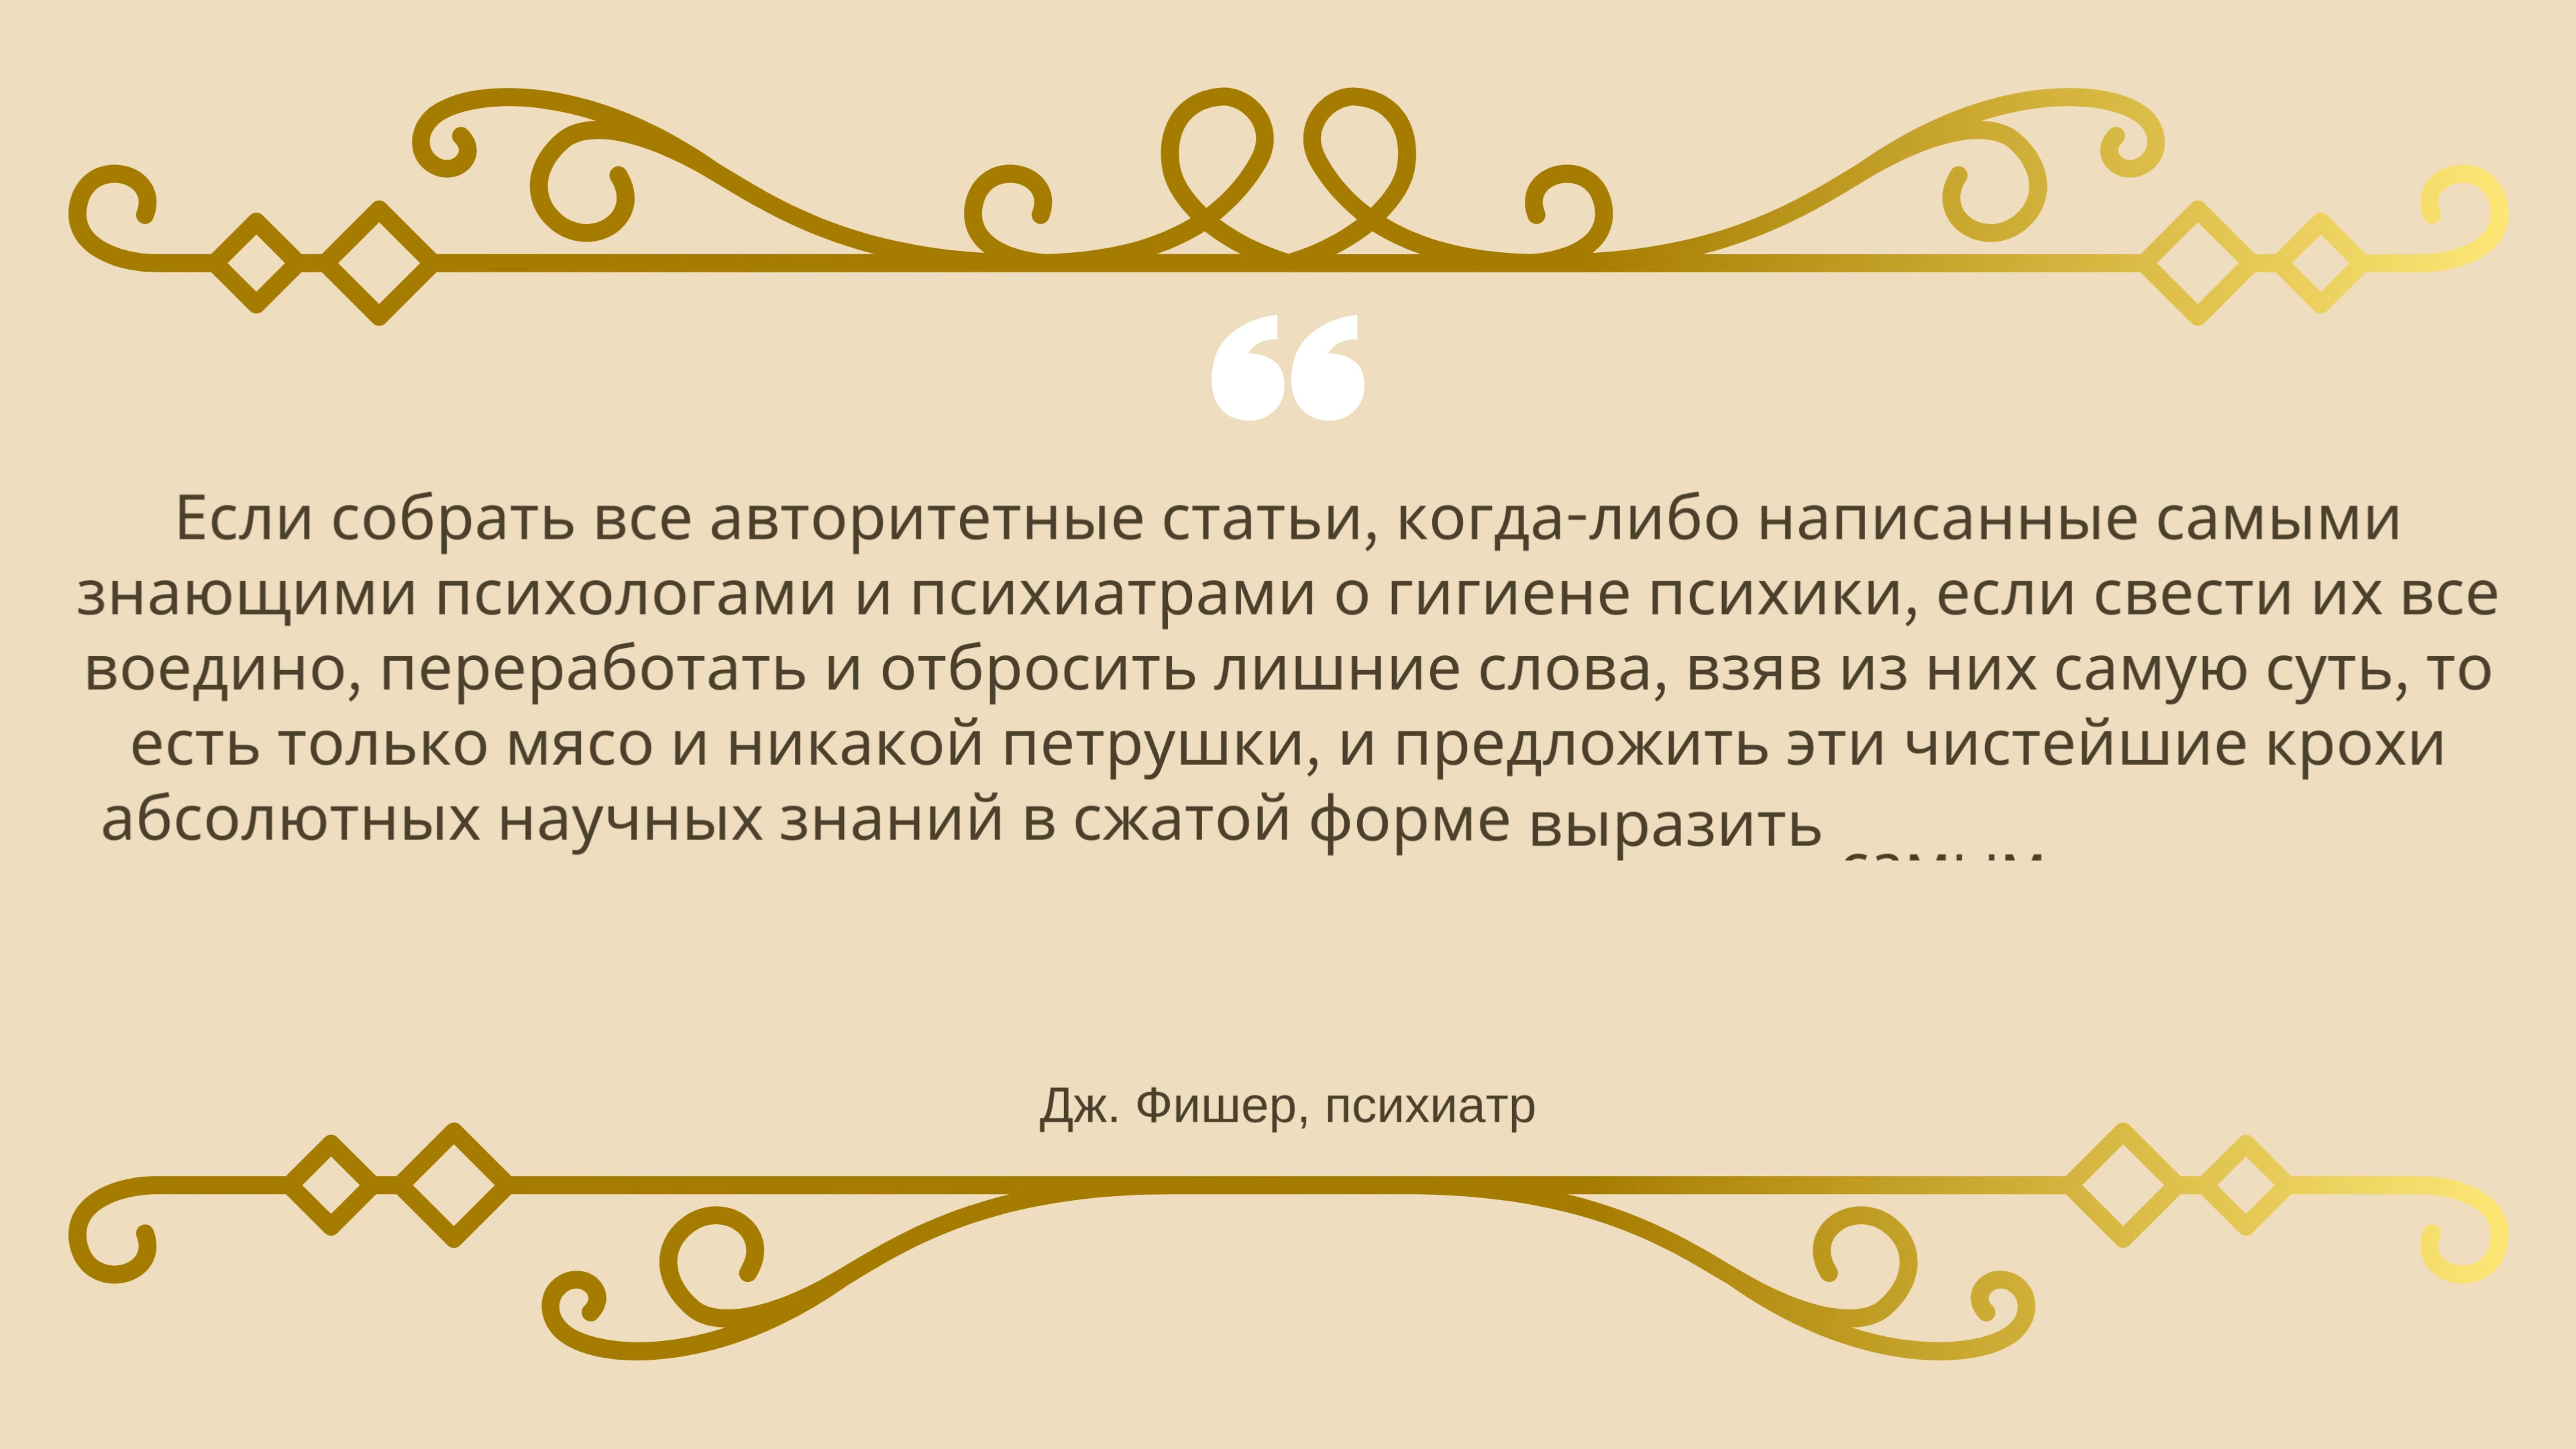 Если собрать все авторитетные статьи, когда-либо написанные самыми
знающими психологами и психиатрами о гигиене психики, если свести их все
воедино, переработать и отбросить лишние слова, взяв из них самую суть, то
есть только мясо и никакой петрушки, и предложить эти чистейшие крохи
абсолютных научных знаний в сжатой форме выразить
Дж. Фишер, психиатр